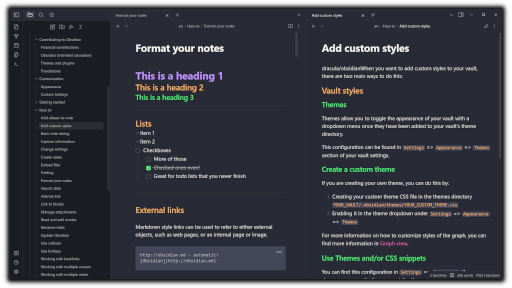 Format your notes
Add custom styles
en > How to > Format your notes
en > How to > Add custom styles
Contributing to Obsidian
Financial contributions
Obsidian Unlimited (donation)
Themes and plugins
Translations
Customization
Appearance
Custom hotkeys
Getting started
How to
Add aliases to note
Add custom styles
Basic note taking
Capture information
Change settings
Create notes
Embed files
Folding
Format your notes
Import data
Internal link
Link to blocks
Manage attachments
Read and edit modes
Rename note
Update Obsidian
Use callouts
Use hotkeys
Working with backlinks
Working with multiple cursors
Working with multiple notes
Format your notes
This is a heading 1
This is a heading 2
This is a heading 3
Lists
- Item 1
- Item 2
Checkboxes
More of those
Checked ones even!
Great for todo lists that you never finish
External links
Markdown style links can be used to refer to either external
objects, such as web pages, or an internal page or image.
http://obsidian.md - automatic!
[Obsidian](http://obsidian.md)
Add custom styles
dracula/obsidianWhen you want to add custom styles to your vault,
there are two main ways to do this:
Vault styles
Themes
Themes allow you to toggle the appearance of your vault with a
dropdown menu once they have been added to your vault's theme
directory.
This configuration can be found in Settings => Appearance => Themes
section of your vault settings.
Create a custom theme
If you are creating your own theme, you can do this by:
1. Creating your custom theme CSS file in the themes directory
YOUR_VAULT/.obsidian/themes/YOUR_CUSTOM_THEME.css
2. Enabling it in the theme dropdown under Settings => Appearance
=> Themes
For more information on how to customize styles of the graph, you can
find more information in Graph view.
Use Themes and/or CSS snippets
You can find this configuration in Settings =>